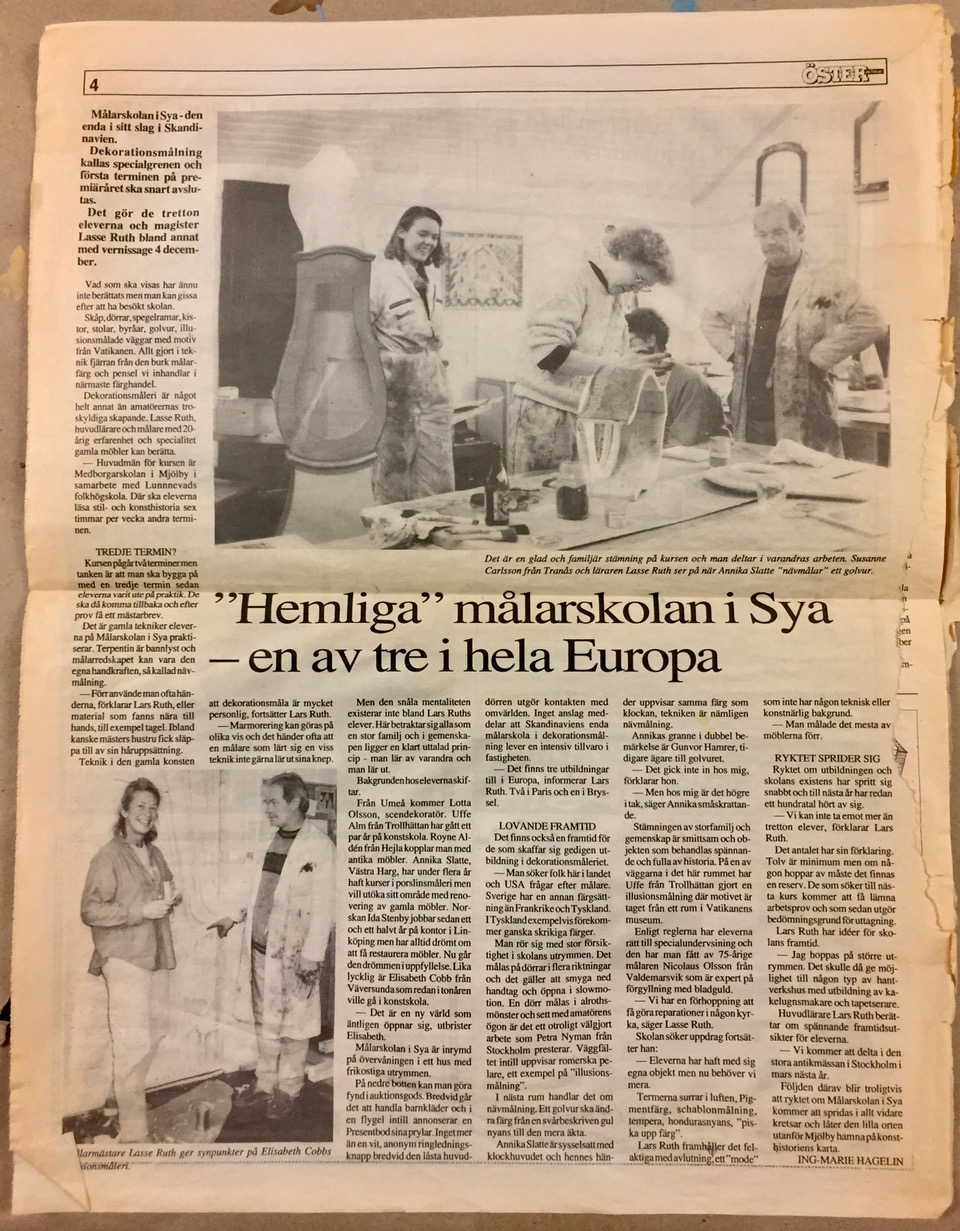 4
ÖSTER
Målarskolan i Sya - den
enda i sitt slag i Skandi-
navien.
Dekorationsmålning
kallas specialgrenen och
första terminen på pre-
miäråret ska snart avslu-
tas.
Det gör de tretton
eleverna och magister
Lasse Ruth bland annat
med vernissage 4 decem-
ber.
Vad som ska visas har ännu
inte berättats men man kan gissa
efter att ha besökt skolan.
Skåp, dörrar, spegelramar, kis-
tor, stolar, byråar, golvur, illu-
sionsmålade väggar med motiv
från Vatikanen. Allt gjort i tek-
nik fjärran från den burk målar-
färg och pensel vi inhandlar i
närmaste färghandel.
Dekorationsmåleri är något
helt annat än amatörernas tro-
skyldiga skapande. Lasse Ruth,
huvudlärare och målare med 20-
årig erfarenhet och specialitet
gamla möbler kan berätta.
— Huvudmän för kursen är
Medborgarskolan i Mjölby i
samarbete med Lunnnevads
folkhögskola. Där ska eleverna
läsa stil- och konsthistoria sex
timmar per vecka andra termi-
nen.
TREDJE TERMIN?
Kursen pågår två terminer men
tanken är att man ska bygga på
med en tredje termin sedan
eleverna varit ute på praktik. De
ska då komma tillbaka och efter
prov få ett mästarbrev.
Det är gamla tekniker elever-
na på Målarskolan i Sya prakti-
serar. Terpentin är bannlyst och
målarredskapet kan vara den
egna handkraften, så kallad näv-
målning.
— Förr använde man ofta hän-
derna, förklarar Lars Ruth, eller
material som fanns nära till
hands, till exempel tagel. Ibland
kanske mästers hustru fick släp-
pa till av sin håruppsättning.
Teknik i den gamla konsten
Det är en glad och familjär stämning på kursen och man deltar i varandras arbeten. Susanne
Carlsson från Tranås och läraren Lasse Ruth ser på när Annika Slatte "nävmålar" ett golvur.
"Hemliga" målarskolan i Sya
– en av tre i hela Europa
att dekorationsmåla är mycket
personlig, fortsätter Lars Ruth.
— Marmorering kan göras på
olika vis och det händer ofta att
en målare som lärt sig en viss
teknik inte gärna lär ut sina knep.
larmästare Lasse Ruth ger synpunkter på Elisabeth Cobbs
sionsmåleri.
Men den snåla mentaliteten
existerar inte bland Lars Ruths
elever. Här betraktar sig alla som
en stor familj och i gemenska-
pen ligger en klart uttalad prin-
cip - man lär av varandra och
man lär ut.
Bakgrunden hos eleverna skif-
tar.
Från Umeå kommer Lotta
Olsson, scendekoratör. Uffe
Alm från Trollhättan har gått ett
par år på konstskola. Royne Al-
dén från Hejla kopplar man med
antika möbler. Annika Slatte,
Västra Harg, har under flera år
haft kurser i porslinsmåleri men
vill utöka sitt område med reno-
vering av gamla möbler. Nor-
skan Ida Stenby jobbar sedan ett
och ett halvt år på kontor i Lin-
köping men har alltid drömt om
att få restaurera möbler. Nu går
den drömmen i uppfyllelse. Lika
lycklig är Elisabeth Cobb från
Väversunda som redan i tonåren
ville gå i konstskola.
— Det är en ny värld som
äntligen öppnar sig, utbrister
Elisabeth.
Målarskolan i Sya är inrymd
på övervåningen i ett hus med
frikostiga utrymmen.
På nedre botten kan man göra
fynd i auktionsgods. Bredvid går
det att handla barnkläder och i
en flygel intill annonserar en
Presentbod sina prylar. Inget mer
än en vit, anonym ringlednings-
knapp bredvid den låsta huvud-
dörren utgör kontakten med
omvärlden. Inget anslag med-
delar att Skandinaviens enda
målarskola i dekorationsmål-
ning lever en intensiv tillvaro i
fastigheten.
— Det finns tre utbildningar
till i Europa, informerar Lars
Ruth. Två i Paris och en i Brys-
sel.
LOVANDE FRAMTID
Det finns också en framtid för
de som skaffar sig gedigen ut-
bildning i dekorationsmåleriet.
— Man söker folk här i landet
och USA frågar efter målare.
Sverige har en annan färgsätt-
ning än Frankrike och Tyskland.
I Tyskland exempelvis förekom-
mer ganska skrikiga färger.
Man rör sig med stor försik-
tighet i skolans utrymmen. Det
målas på dörrar i flera riktningar
och det gäller att smyga ned
handtag och öppna i slowmo-
tion. En dörr målas i alroths-
mönster och sett med amatörens
ögon är det ett otroligt välgjort
arbete som Petra Nyman från
Stockholm presterar. Väggfäl-
tet intill uppvisar romerska pe-
lare, ett exempel på "illusions-
målning".
I nästa rum handlar det om
nävmålning. Ett golvur ska änd-
ra färg från en svårbeskriven gul
nyans till den mera äkta.
Annika Slatte är sysselsatt med
klockhuvudet och hennes hän-
der uppvisar samma färg som
klockan, tekniken är nämligen
nävmålning.
Annikas granne i dubbel be-
märkelse är Gunvor Hamrer, ti-
digare ägare till golvuret.
— Det gick inte in hos mig,
förklarar hon.
— Men hos mig är det högre
i tak, säger Annika småskrattan-
de.
Stämningen av storfamilj och
gemenskap är smittsam och ob-
jekten som behandlas spännan-
de och fulla av historia. På en av
väggarna i det här rummet har
Uffe från Trollhättan gjort en
illusionsmålning där motivet är
taget från ett rum i Vatikanens
museum.
Enligt reglerna har eleverna
rätt till specialundervsining och
den har man fått av 75-årige
målaren Nicolaus Olsson från
Valdemarsvik som är expert på
förgyllning med bladguld.
— Vi har en förhoppning att
få göra reparationer i någon kyr-
ka, säger Lasse Ruth.
Skolan söker uppdrag fortsät-
ter han:
— Eleverna har haft med sig
egna objekt men nu behöver vi
mera.
Termerna surrar i luften, Pig-
mentfärg, schablonmålning,
tempera, hondurasnyans, "pis-
ka upp färg".
Lars Ruth framhåller det fel-
aktiga med avlutning, ett "mode"
som inte har någon teknisk eller
konstnärlig bakgrund.
— Man målade det mesta av
möblerna förr.
RYKTET SPRIDER SIG
Ryktet om utbildningen och
skolans existens har spritt sig
snabbt och till nästa år har redan
ett hundratal hört av sig.
— Vi kan inte ta emot mer än
tretton elever, förklarar Lars
Ruth.
Det antalet har sin förklaring.
Tolv är minimum men om nå-
gon hoppar av måste det finnas
en reserv. De som söker till näs-
ta kurs kommer att få lämna
arbetsprov och som sedan utgör
bedömningsgrund för uttagning.
Lars Ruth har idéer för sko-
lans framtid.
— Jag hoppas på större ut-
rymmen. Det skulle då ge möj-
lighet till någon typ av hant-
verkshus med utbildning av ka-
kelugnsmakare och tapetserare.
Huvudlärare Lars Ruth berät-
tar om spännande framtidsut-
sikter för eleverna.
— Vi kommer att delta i den
stora antikmässan i Stockholm i
mars nästa år.
Följden därav blir troligtvis
att ryktet om Målarskolan i Sya
kommer att spridas i allt vidare
kretsar och låter den lilla orten
utanför Mjölby hamna på konst-
historiens karta.
ING-MARIE HAGELIN